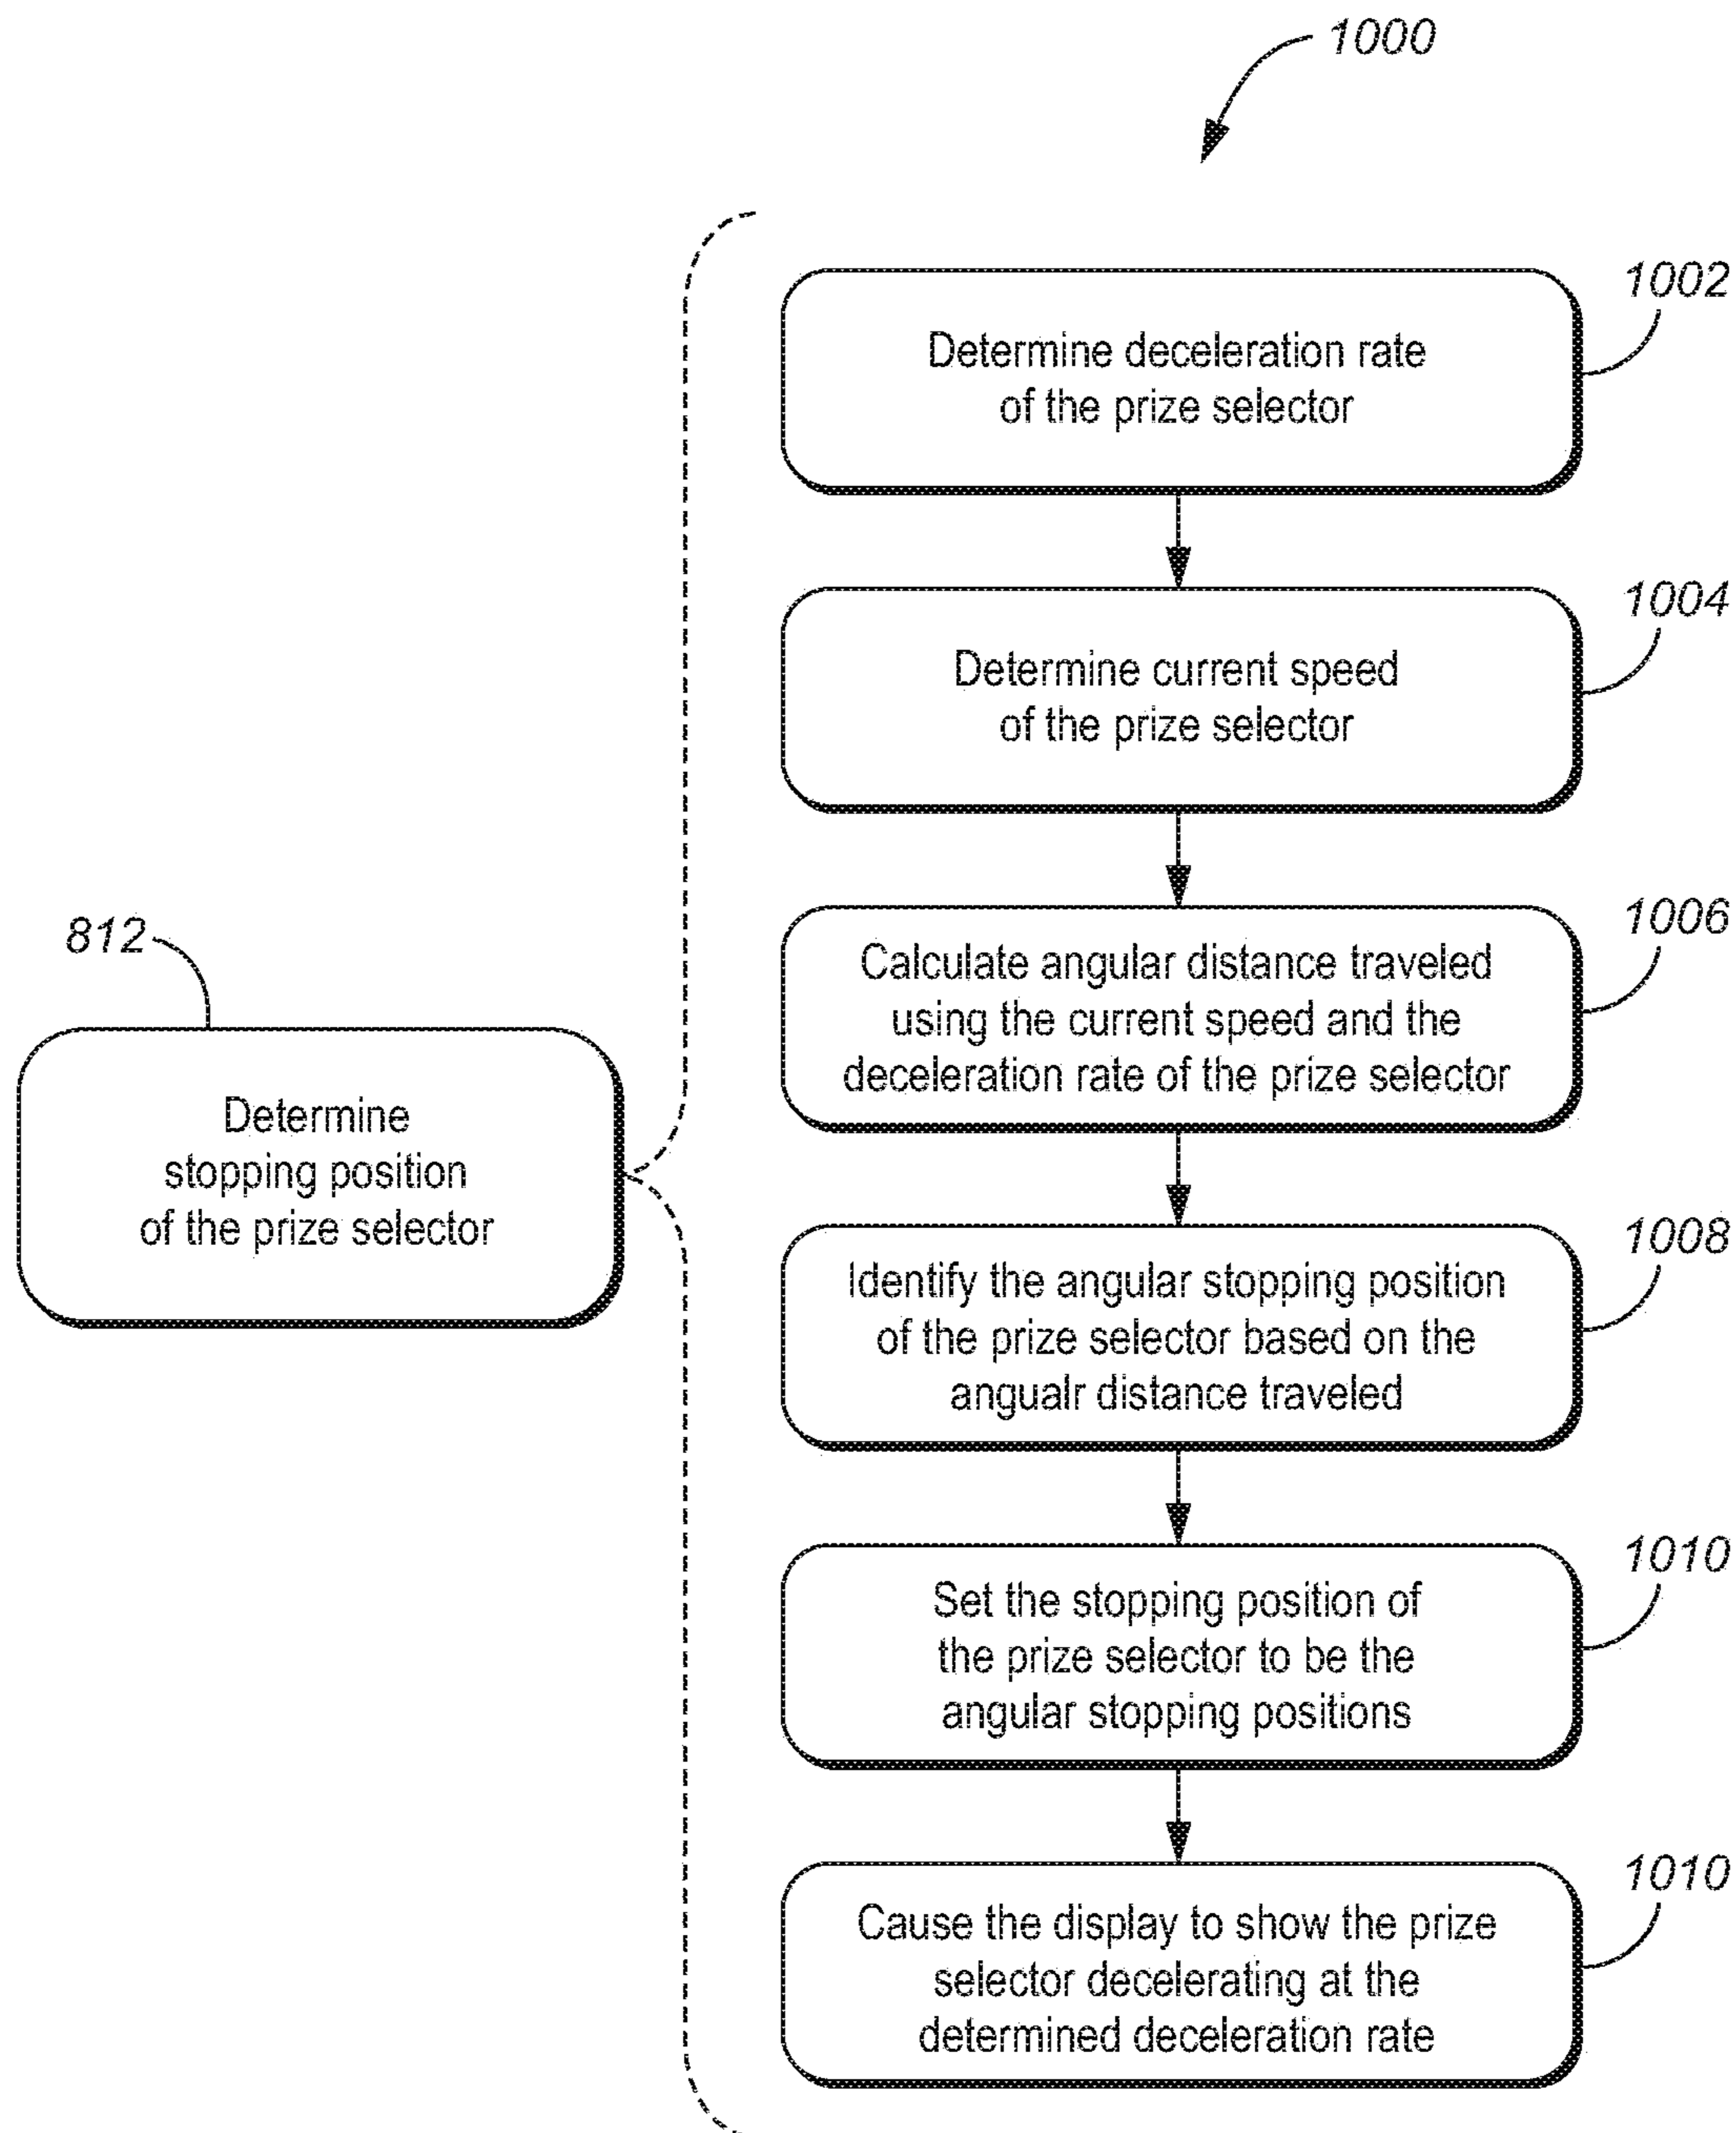 1000
1002
Determine deceleration rate
of the prize selector
1004
Determine current speed
of the prize selector
1006
Calculate angular distance traveled
using the current speed and the
deceleration rate of the prize selector
812
Determine
stopping position
of the prize selector
1008
Identify the angular stopping position
of the prize selector based on the
angualr distance traveled
1010
Set the stopping position of
the prize selector to be the
angular stopping positions
1010
Cause the display to show the prize
selector decelerating at the
determined deceleration rate